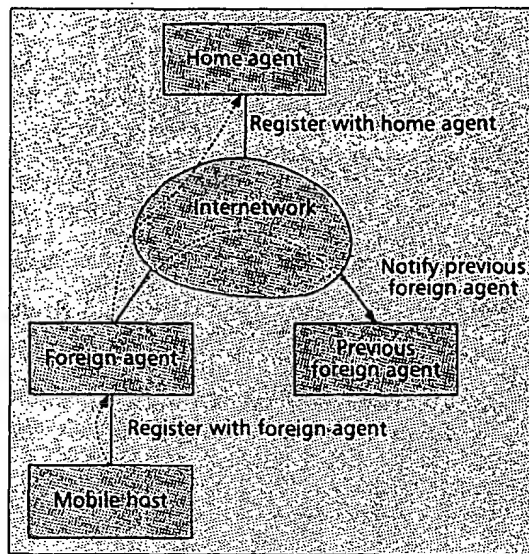 Home agent
Register with home agent
Internetwork
Notify previous
foreign agent
Foreign agent
Previous
foreign agent
Register with foreign agent
Mobile host